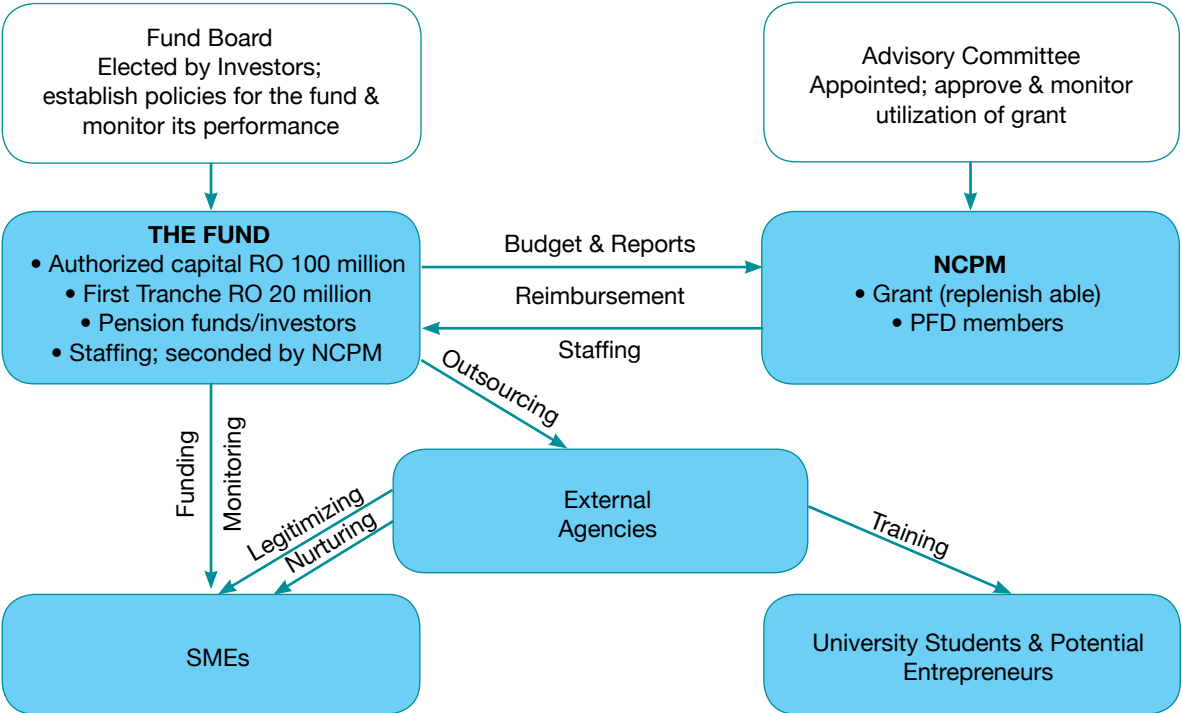 Fund Board
Elected by Investors;
establish policies for the fund &
monitor its performance
Advisory Committee
Appointed; approve & monitor
utilization of grant
THE FUND
• Authorized capital RO 100 million
• First Tranche RO 20 million
• Pension funds/investors
• Staffing; seconded by NCPM
Budget & Reports
Reimbursement
Staffing
NCPM
• Grant (replenish able)
• PFD members
Outsourcing
Funding
Monitoring
External
Agencies
Legitimizing
Nurturing
Training
SMEs
University Students & Potential
Entrepreneurs